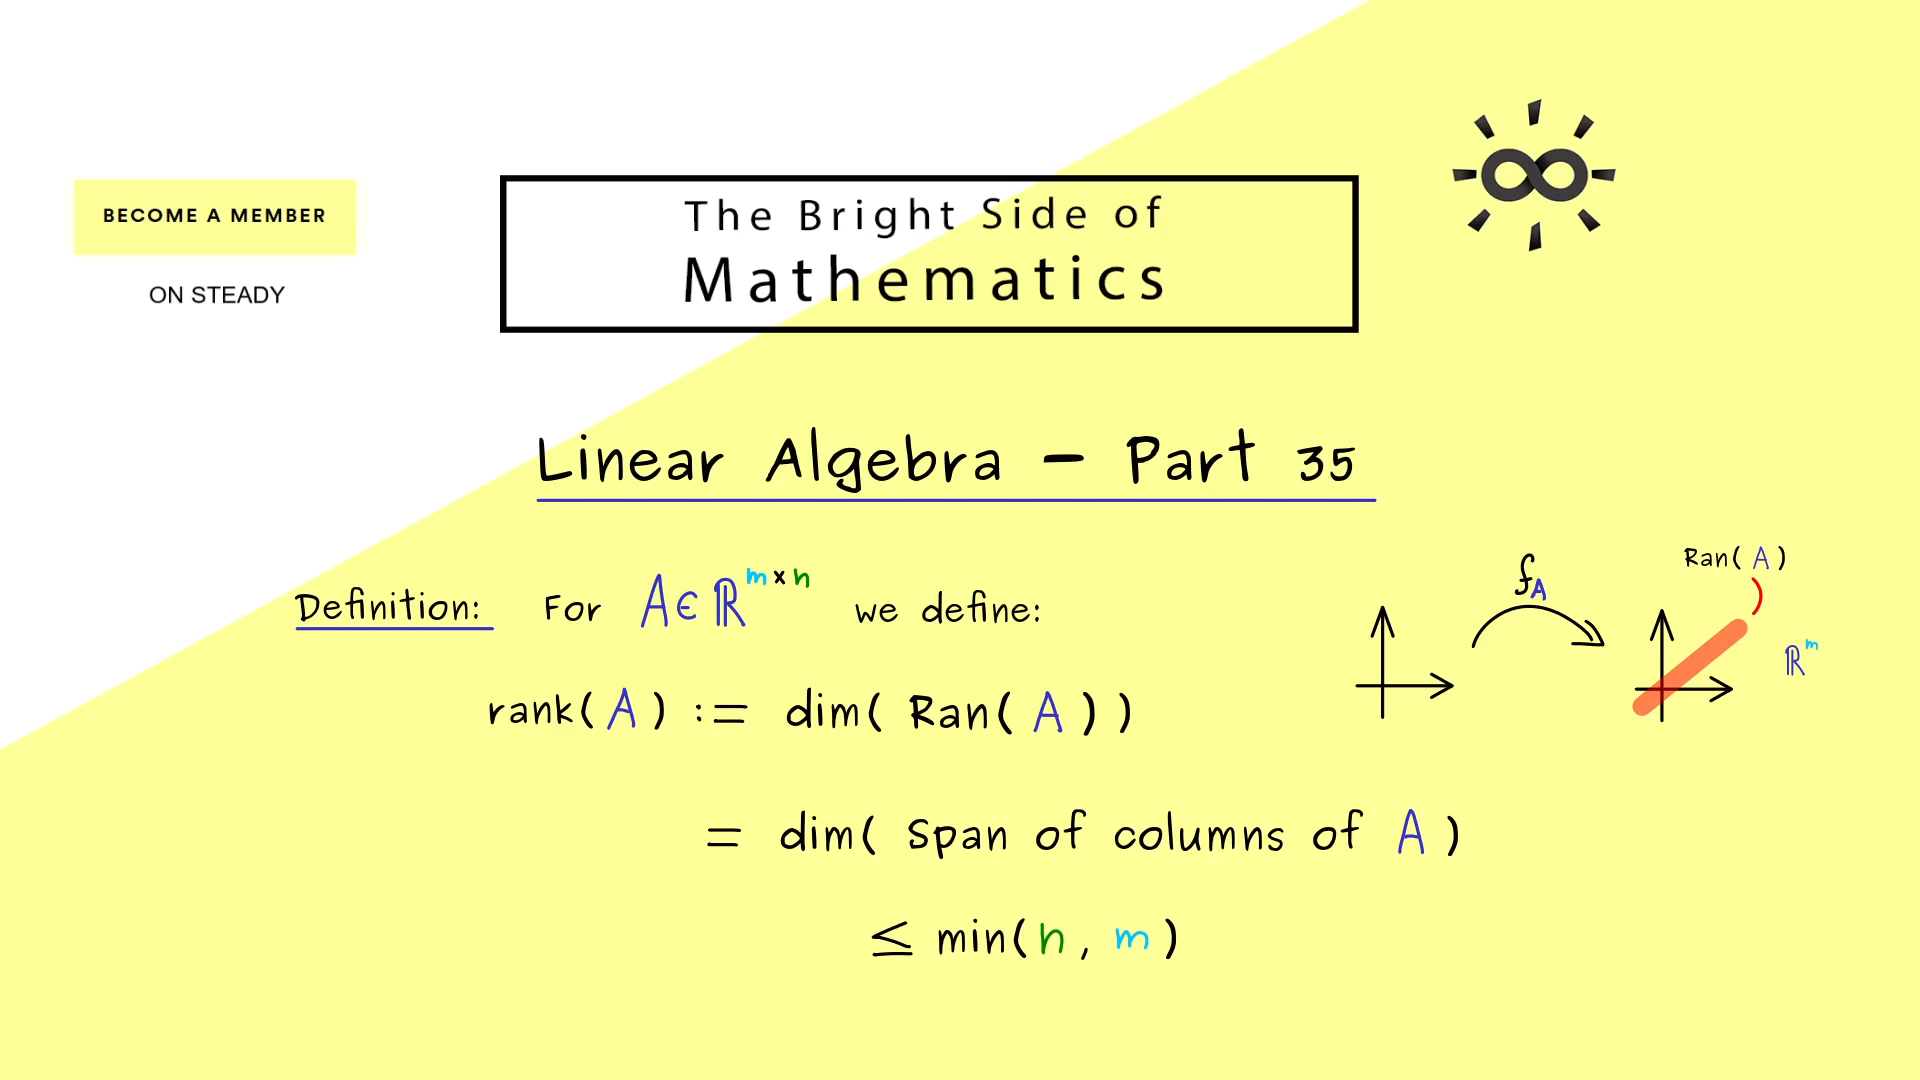 BECOME A MEMBER
ON STEADY
The Bright Side of
Mathematics
Linear Algebra – Part 35
Definition: For A ∈ ℝ^{m×n} we define:
rank(A) := dim( Ran(A) )
= dim( Span of columns of A )
≤ min(n, m)
f_A
Ran(A)
ℝ^m